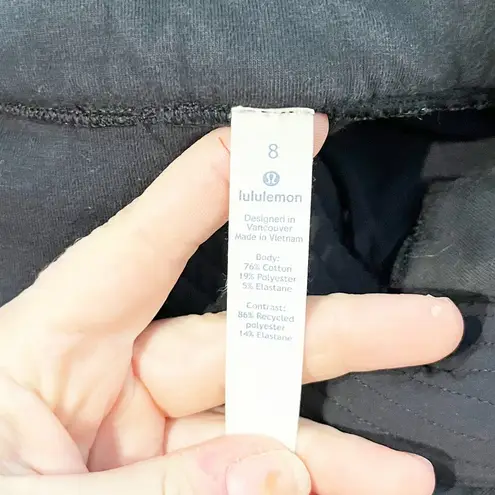 8
lululemon
Designed in
Vancouver
Made in Vietnam
Body:
76% Cotton
19% Polyester
5% Elastane
Contrast:
86% Recycled
polyester
14% Elastane